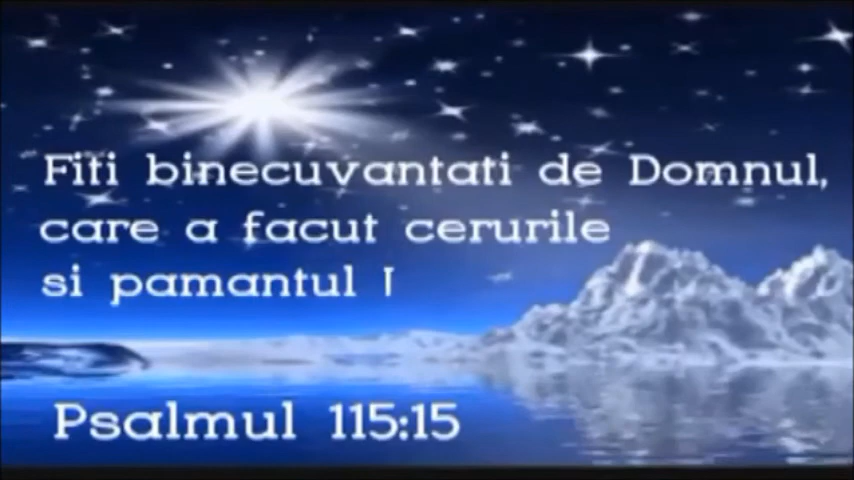 Fiti binecuvantati de Domnul,
care a facut cerurile
si pamantul !
Psalmul 115:15